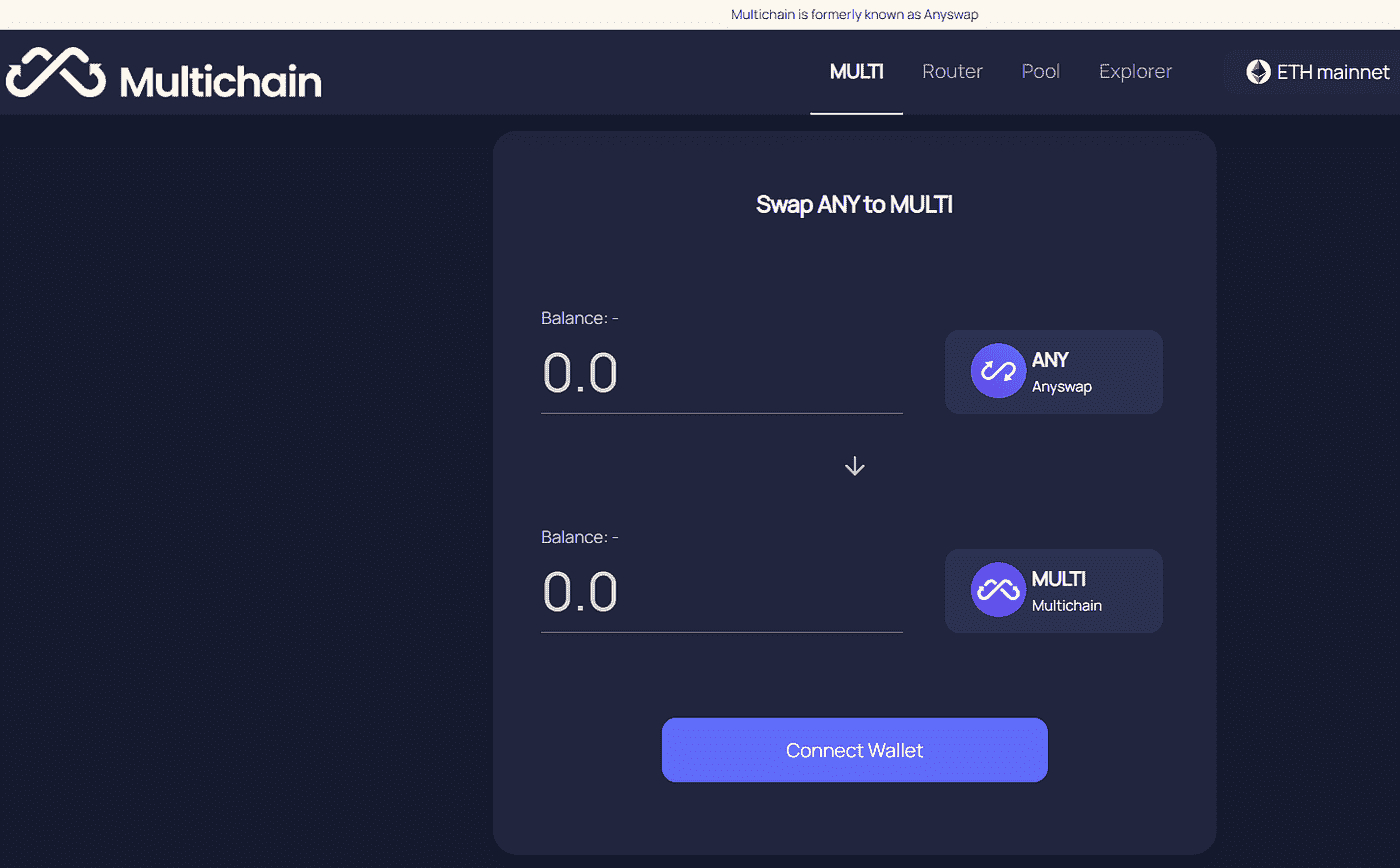 Multichain is formerly known as Anyswap
Multichain
MULTI Router Pool Explorer ETH mainnet
Swap ANY to MULTI
Balance: -
0.0
ANY
Anyswap
Balance: -
0.0
MULTI
Multichain
Connect Wallet